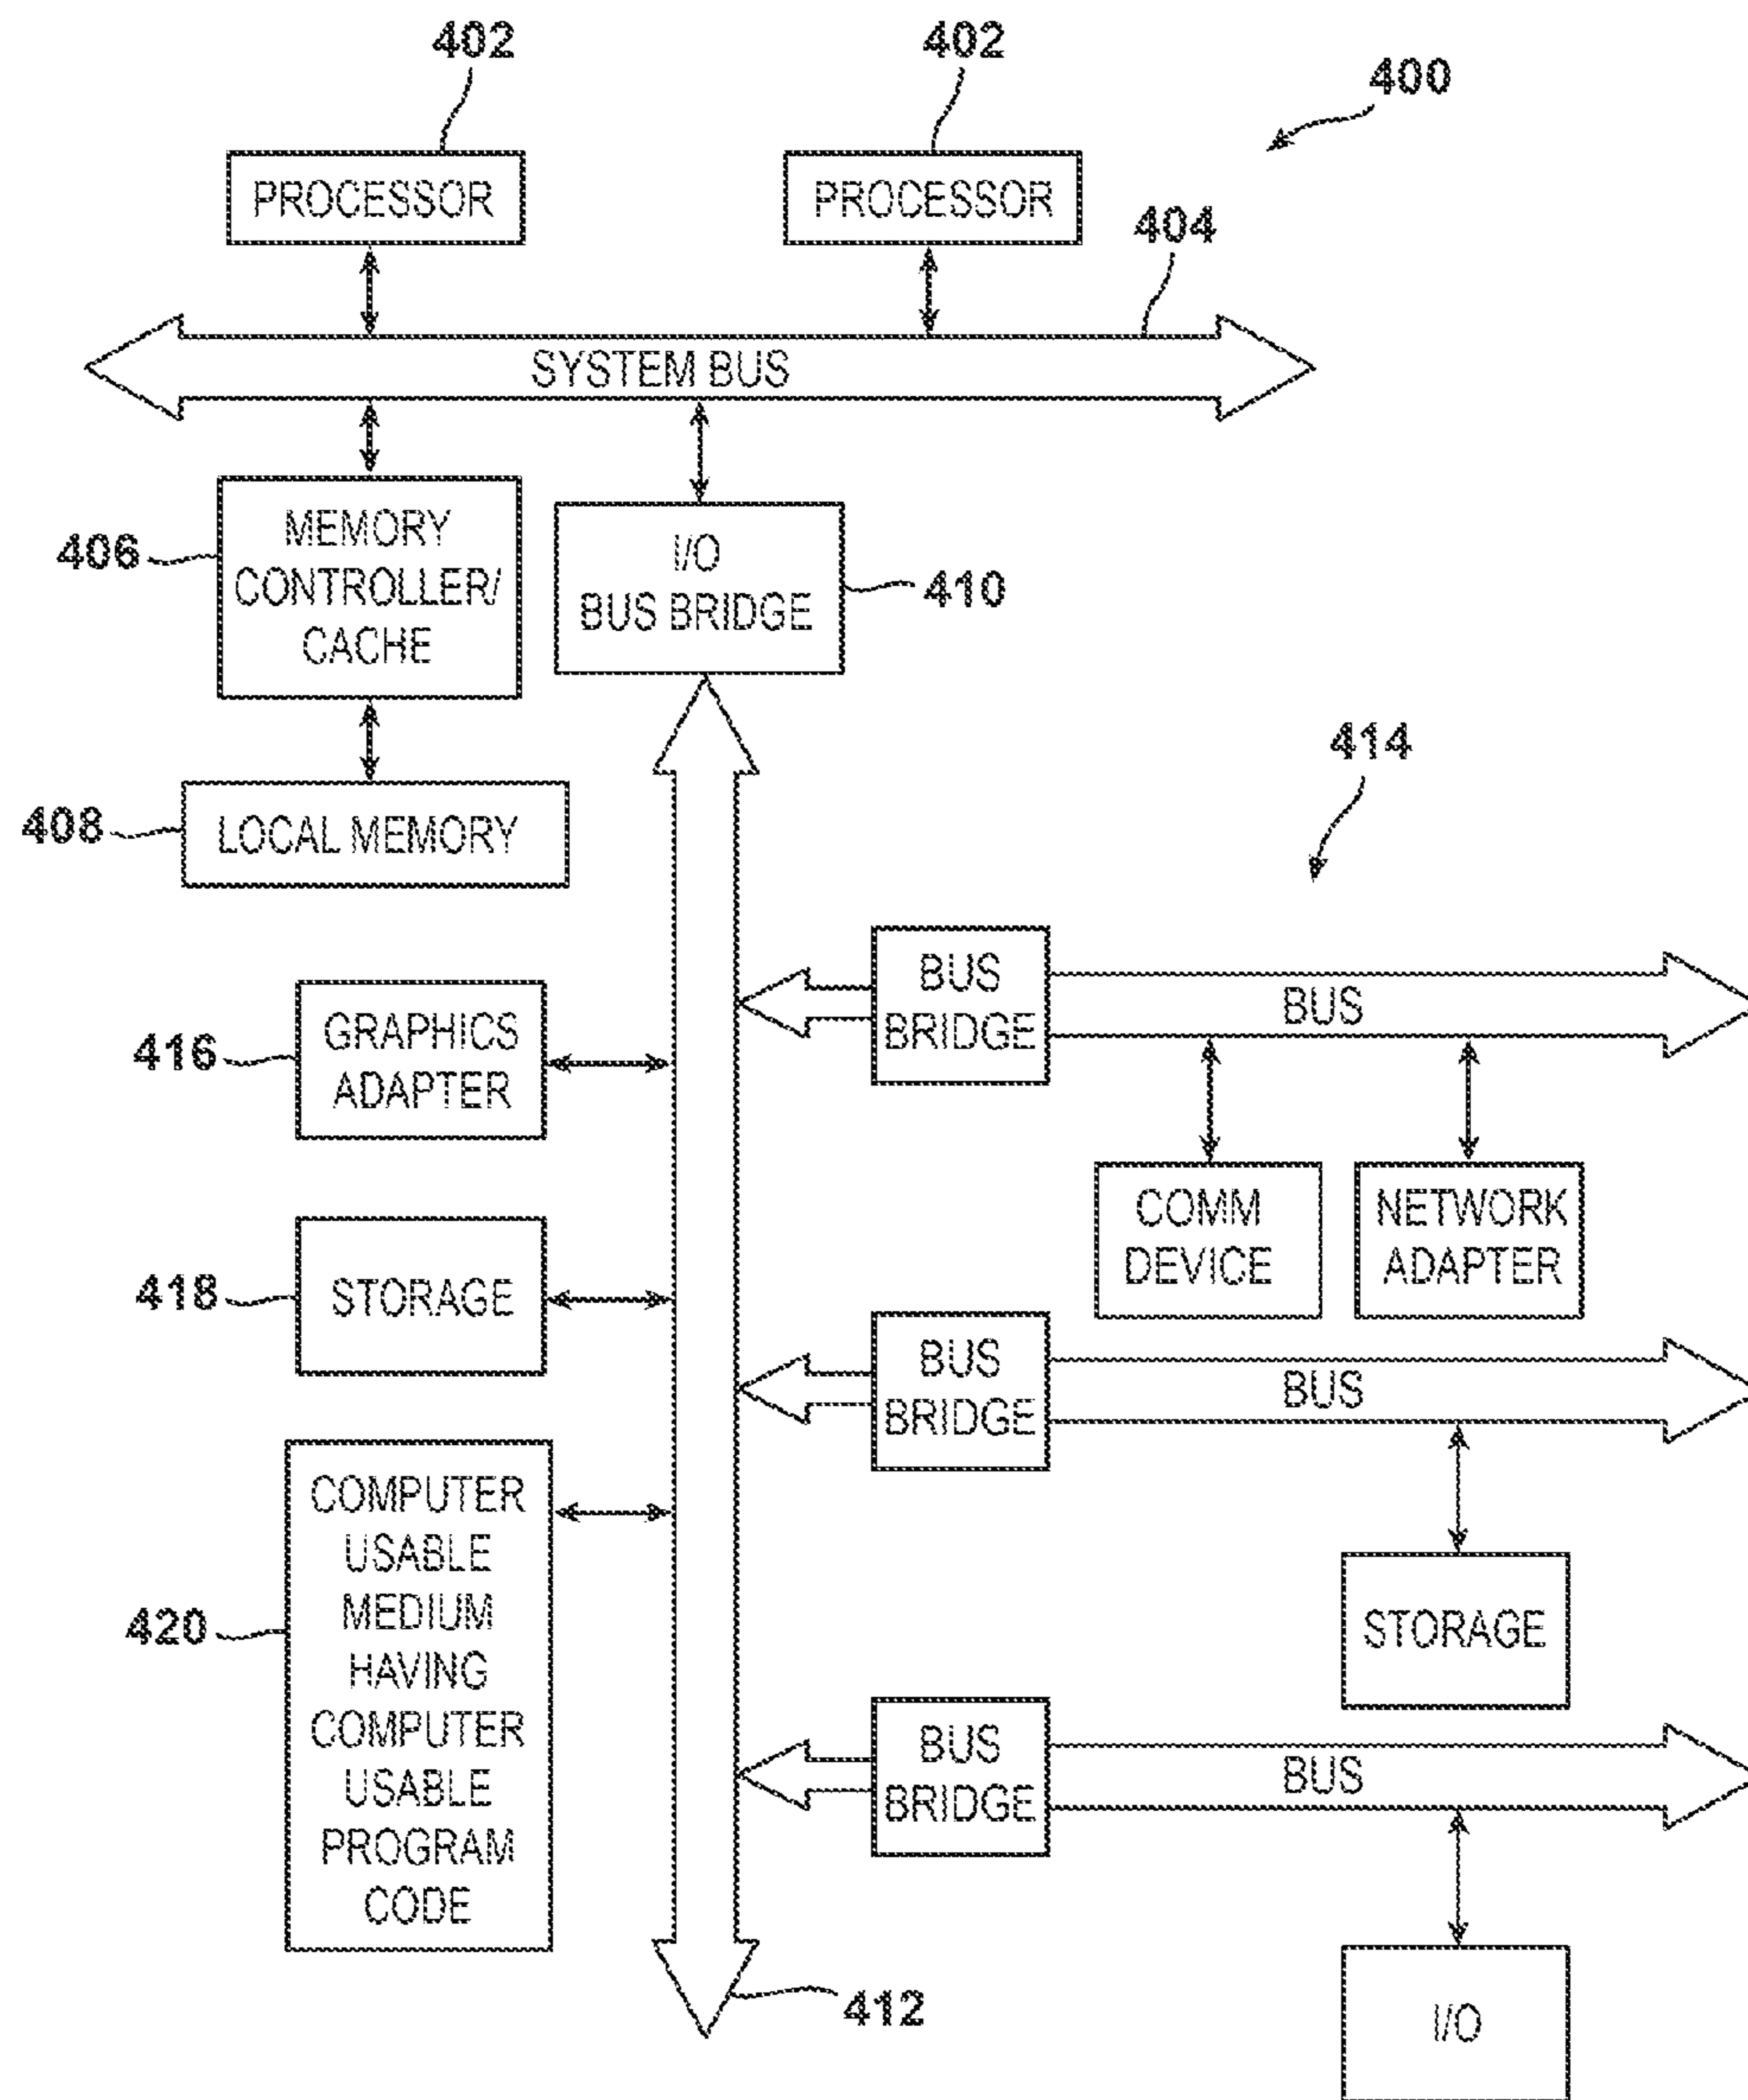 402
402
400
PROCESSOR
PROCESSOR
404
SYSTEM BUS
406
MEMORY
CONTROLLER/
CACHE
I/O
BUS BRIDGE
410
414
408
LOCAL MEMORY
BUS
BRIDGE
BUS
416
GRAPHICS
ADAPTER
COMM
DEVICE
NETWORK
ADAPTER
418
STORAGE
BUS
BRIDGE
BUS
420
COMPUTER
USABLE
MEDIUM
HAVING
COMPUTER
USABLE
PROGRAM
CODE
STORAGE
BUS
BRIDGE
BUS
412
I/O